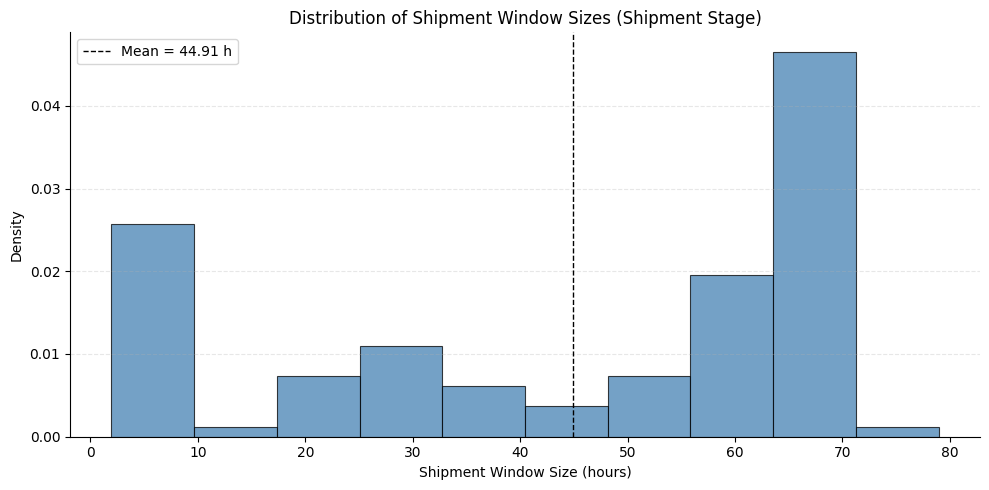 Distribution of Shipment Window Sizes (Shipment Stage)
Mean = 44.91 h
Density
0.04
0.03
0.02
0.01
0.00
0 10 20 30 40 50 60 70 80
Shipment Window Size (hours)